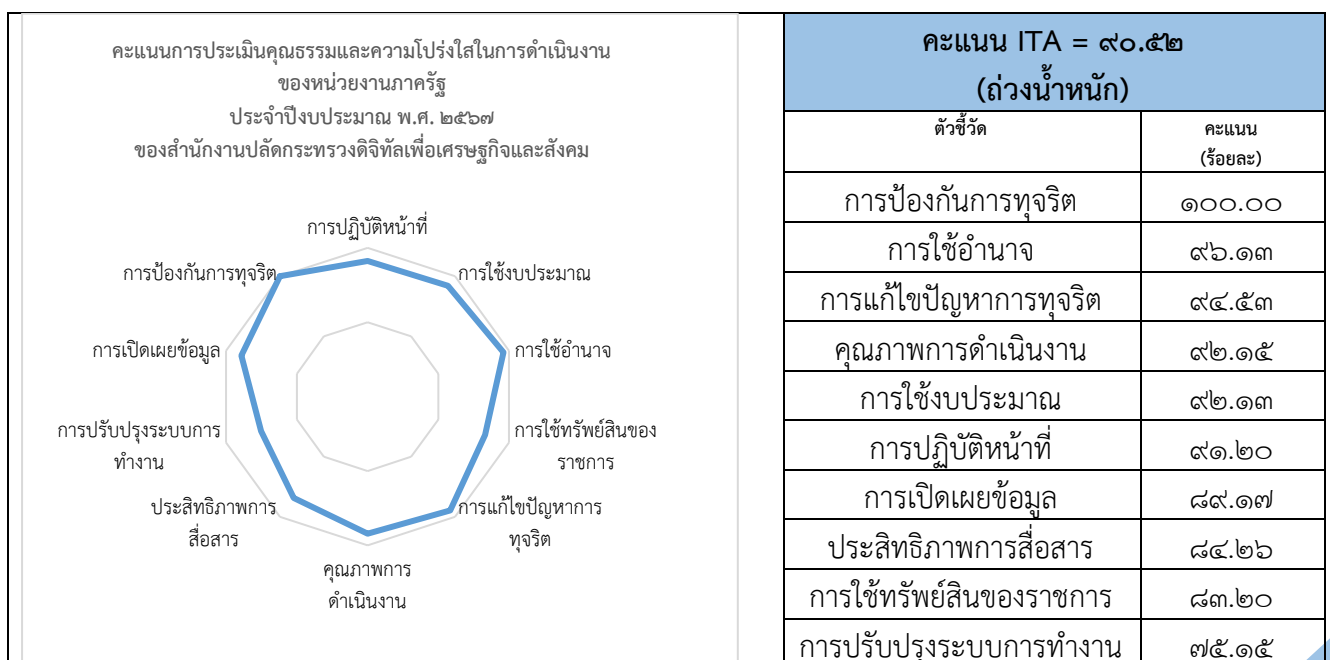 คะแนนการประเมินคุณธรรมและความโปร่งใสในการดำเนินงาน
ของหน่วยงานภาครัฐ
ประจำปีงบประมาณ พ.ศ. ๒๕๖๗
ของสำนักงานปลัดกระทรวงดิจิทัลเพื่อเศรษฐกิจและสังคม
การปฏิบัติหน้าที่
การใช้งบประมาณ
การใช้อำนาจ
การใช้ทรัพย์สินของ
ราชการ
การแก้ไขปัญหาการ
ทุจริต
คุณภาพการ
ดำเนินงาน
ประสิทธิภาพการ
สื่อสาร
การปรับปรุงระบบการ
ทำงาน
การเปิดเผยข้อมูล
การป้องกันการทุจริต
คะแนน ITA = ๙๐.๕๒
(ถ่วงน้ำหนัก)
ตัวชี้วัด คะแนน
(ร้อยละ)
การป้องกันการทุจริต ๑๐๐.๐๐
การใช้อำนาจ ๙๖.๑๓
การแก้ไขปัญหาการทุจริต ๙๔.๕๓
คุณภาพการดำเนินงาน ๙๒.๑๕
การใช้งบประมาณ ๙๒.๑๓
การปฏิบัติหน้าที่ ๙๑.๒๐
การเปิดเผยข้อมูล ๘๙.๑๗
ประสิทธิภาพการสื่อสาร ๘๔.๒๖
การใช้ทรัพย์สินของราชการ ๘๓.๒๐
การปรับปรุงระบบการทำงาน ๗๕.๑๕